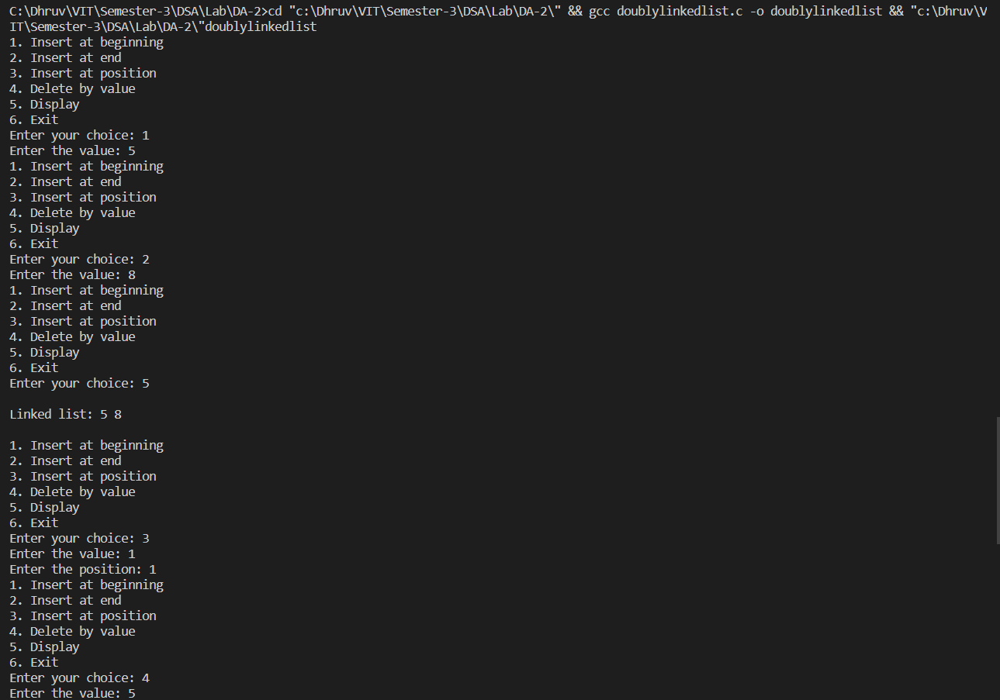 C:\Dhruv\VIT\Semester-3\DSA\Lab\DA-2>cd "c:\Dhruv\VIT\Semester-3\DSA\Lab\DA-2\" && gcc doublylinkedlist.c -o doublylinkedlist && "c:\Dhruv\V
IT\Semester-3\DSA\Lab\DA-2\"doublylinkedlist
1. Insert at beginning
2. Insert at end
3. Insert at position
4. Delete by value
5. Display
6. Exit
Enter your choice: 1
Enter the value: 5
1. Insert at beginning
2. Insert at end
3. Insert at position
4. Delete by value
5. Display
6. Exit
Enter your choice: 2
Enter the value: 8
1. Insert at beginning
2. Insert at end
3. Insert at position
4. Delete by value
5. Display
6. Exit
Enter your choice: 5

Linked list: 5 8

1. Insert at beginning
2. Insert at end
3. Insert at position
4. Delete by value
5. Display
6. Exit
Enter your choice: 3
Enter the value: 1
Enter the position: 1
1. Insert at beginning
2. Insert at end
3. Insert at position
4. Delete by value
5. Display
6. Exit
Enter your choice: 4
Enter the value: 5